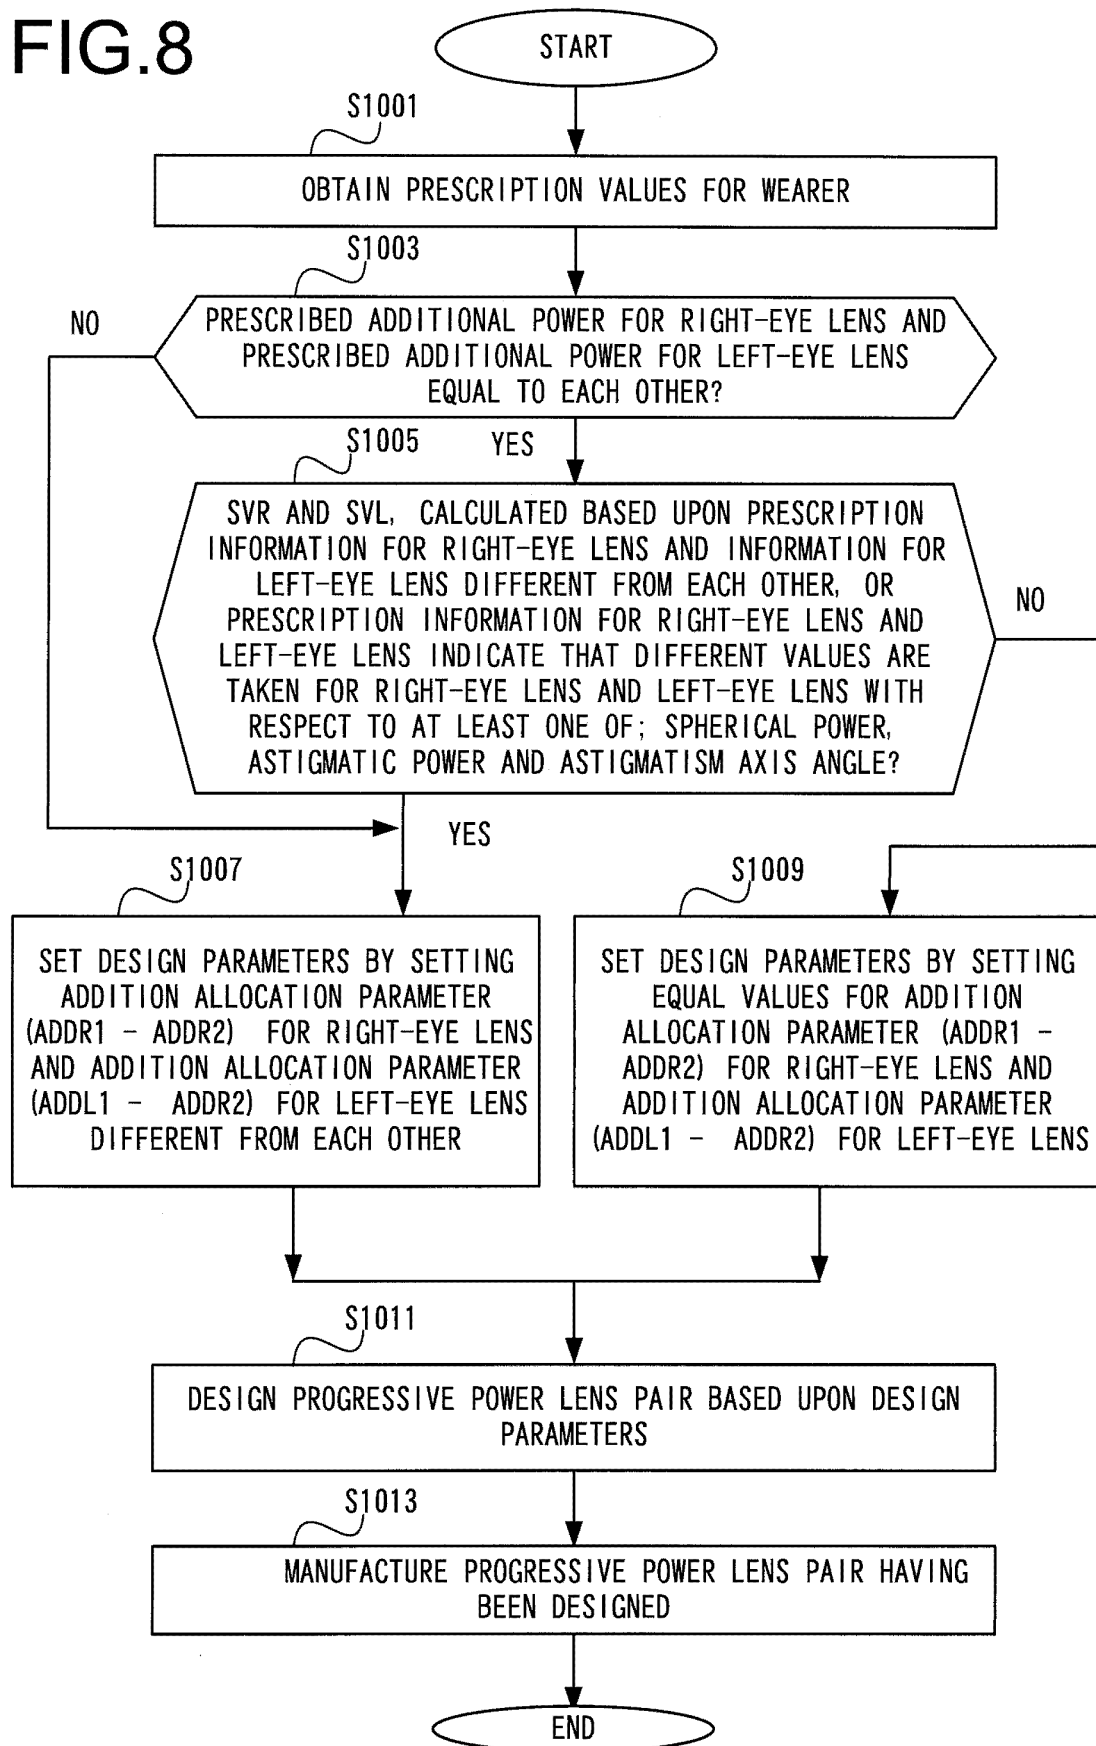 FIG.8
START
S1001
OBTAIN PRESCRIPTION VALUES FOR WEARER
S1003
NO
PRESCRIBED ADDITIONAL POWER FOR RIGHT-EYE LENS AND
PRESCRIBED ADDITIONAL POWER FOR LEFT-EYE LENS
EQUAL TO EACH OTHER?
S1005
YES
SVR AND SVL, CALCULATED BASED UPON PRESCRIPTION
INFORMATION FOR RIGHT-EYE LENS AND INFORMATION FOR
LEFT-EYE LENS DIFFERENT FROM EACH OTHER, OR
PRESCRIPTION INFORMATION FOR RIGHT-EYE LENS AND
LEFT-EYE LENS INDICATE THAT DIFFERENT VALUES ARE
TAKEN FOR RIGHT-EYE LENS AND LEFT-EYE LENS WITH
RESPECT TO AT LEAST ONE OF; SPHERICAL POWER,
ASTIGMATIC POWER AND ASTIGMATISM AXIS ANGLE?
NO
YES
S1007
SET DESIGN PARAMETERS BY SETTING
ADDITION ALLOCATION PARAMETER
(ADDR1 - ADDR2) FOR RIGHT-EYE LENS
AND ADDITION ALLOCATION PARAMETER
(ADDL1 - ADDR2) FOR LEFT-EYE LENS
DIFFERENT FROM EACH OTHER
S1009
SET DESIGN PARAMETERS BY SETTING
EQUAL VALUES FOR ADDITION
ALLOCATION PARAMETER (ADDR1 -
ADDR2) FOR RIGHT-EYE LENS AND
ADDITION ALLOCATION PARAMETER
(ADDL1 - ADDR2) FOR LEFT-EYE LENS
S1011
DESIGN PROGRESSIVE POWER LENS PAIR BASED UPON DESIGN
PARAMETERS
S1013
MANUFACTURE PROGRESSIVE POWER LENS PAIR HAVING
BEEN DESIGNED
END